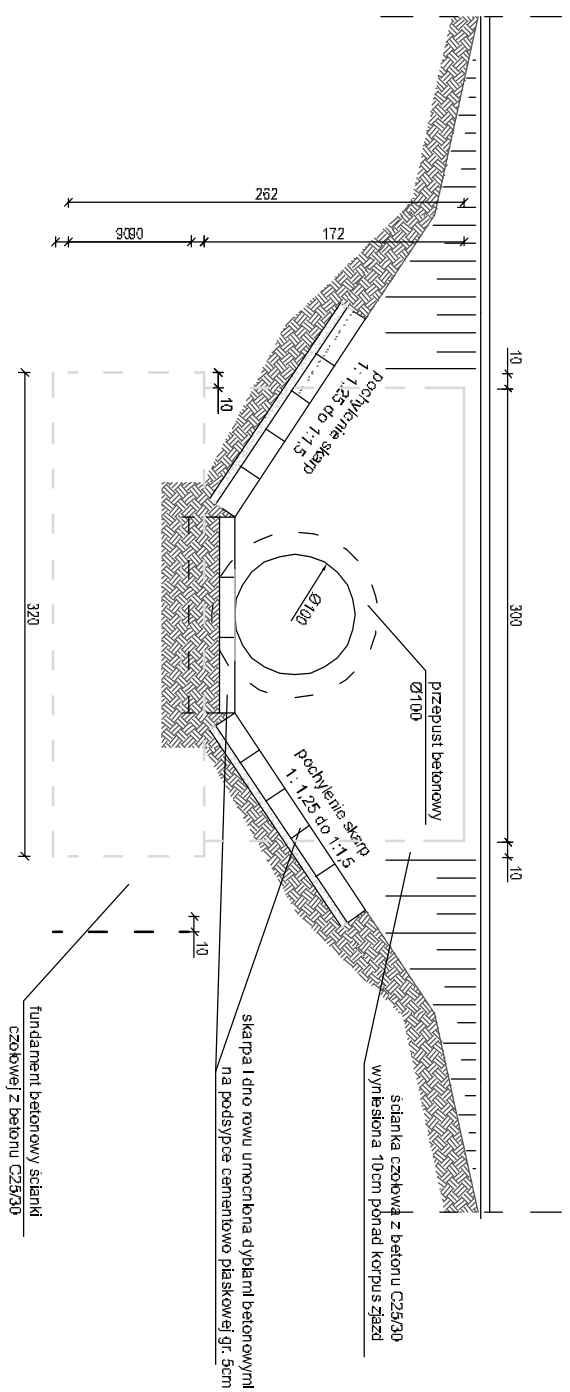 262
9090
172
10
10
pochylenie skarp
1: 1,25 do 1:1,5
320
300
Ø100
przepust betonowy
Ø100
pochylenie skarp
1: 1,25 do 1:1,5
10
10
ścianka czołowa z betonu C25/30
wyniesiona 10cm ponad korpus zjazd
skarpa i dno rowu umocniona dyblami betonowymi
na podsypce cementowo piaskowej gr. 5cm
fundament betonowy ścianki
czołowej z betonu C25/30